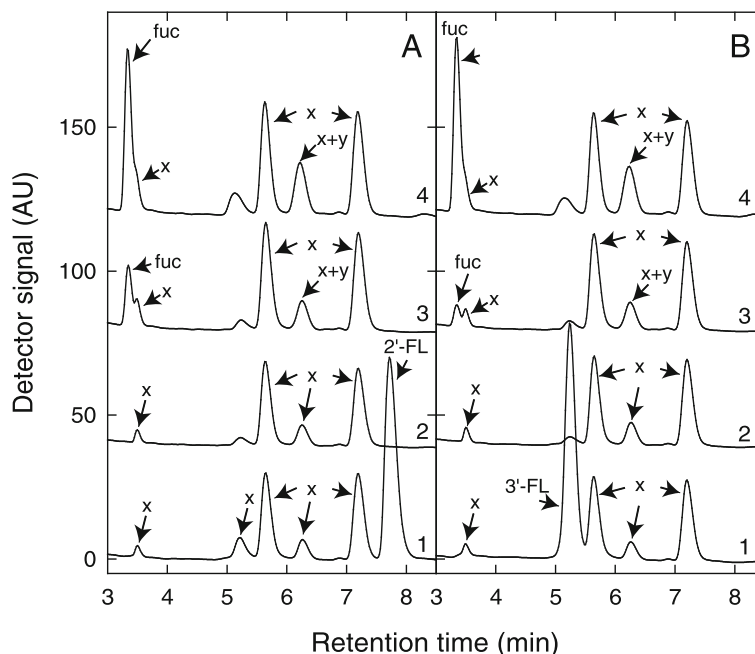 fuc
A
fuc
B
x
x
x+y
x+y
150
x
x
4
4
x
x
fuc
x
x+y
fuc
x+y
100
x
3
3
2'-FL
x
x
x
x
50
2
2
x
x
x
x
3'-FL
x
x
0
1
1
3 4 5 6 7 8 3 4 5 6 7 8
Detector signal (AU)
Retention time (min)